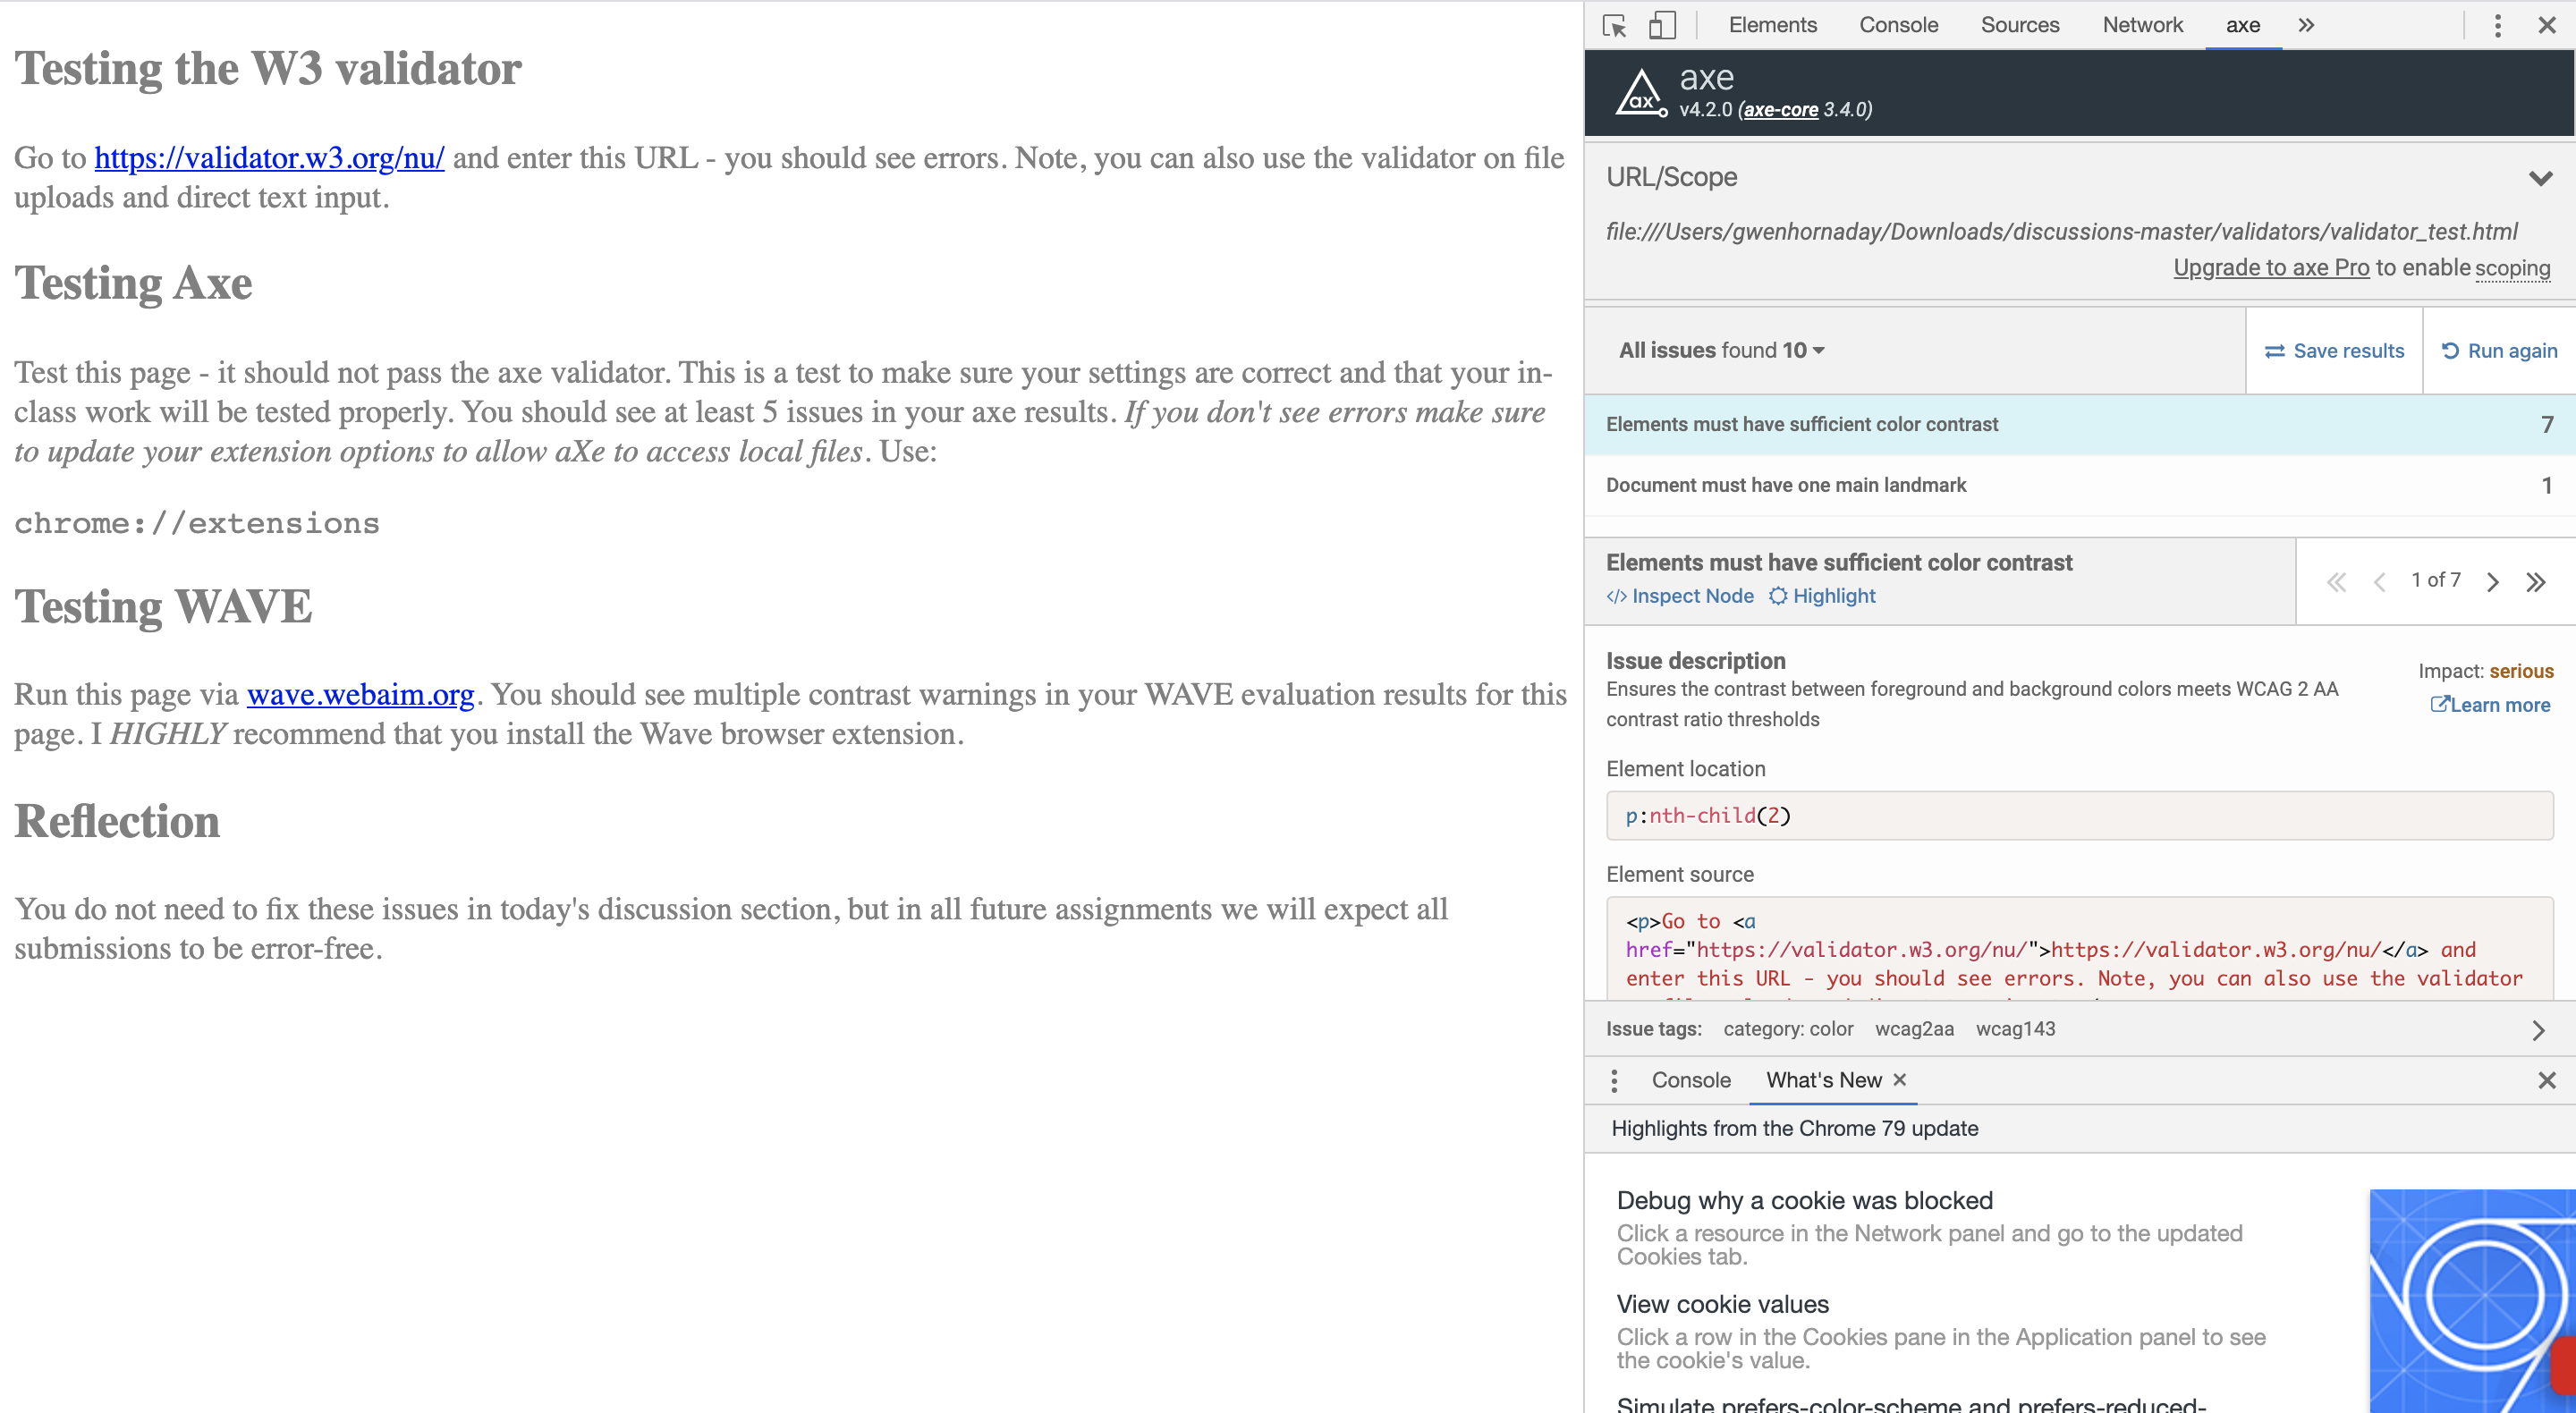 Testing the W3 validator
Go to https://validator.w3.org/nu/ and enter this URL - you should see errors. Note, you can also use the validator on file
uploads and direct text input.
Testing Axe
Test this page - it should not pass the axe validator. This is a test to make sure your settings are correct and that your in-
class work will be tested properly. You should see at least 5 issues in your axe results. If you don't see errors make sure
to update your extension options to allow aXe to access local files. Use:
chrome://extensions
Testing WAVE
Run this page via wave.webaim.org. You should see multiple contrast warnings in your WAVE evaluation results for this
page. I HIGHLY recommend that you install the Wave browser extension.
Reflection
You do not need to fix these issues in today's discussion section, but in all future assignments we will expect all
submissions to be error-free.
Elements Console Sources Network axe
ax
axe
v4.2.0 (axe-core 3.4.0)
URL/Scope
file:///Users/gwenhornaday/Downloads/discussions-master/validators/validator_test.html
Upgrade to axe Pro to enable scoping
All issues found 10 Save results Run again
Elements must have sufficient color contrast 7
Document must have one main landmark 1
Elements must have sufficient color contrast
</> Inspect Node Highlight
1 of 7
Issue description
Impact: serious
Ensures the contrast between foreground and background colors meets WCAG 2 AA
contrast ratio thresholds
Learn more
Element location
p:nth-child(2)
Element source
<p>Go to <a
href="https://validator.w3.org/nu/">https://validator.w3.org/nu/</a> and
enter this URL - you should see errors. Note, you can also use the validator
Issue tags: category: color wcag2aa wcag143
Console What's New
Highlights from the Chrome 79 update
Debug why a cookie was blocked
Click a resource in the Network panel and go to the updated
Cookies tab.
View cookie values
Click a row in the Cookies pane in the Application panel to see
the cookie's value.
Simulate prefers-color-scheme and prefers-reduced-